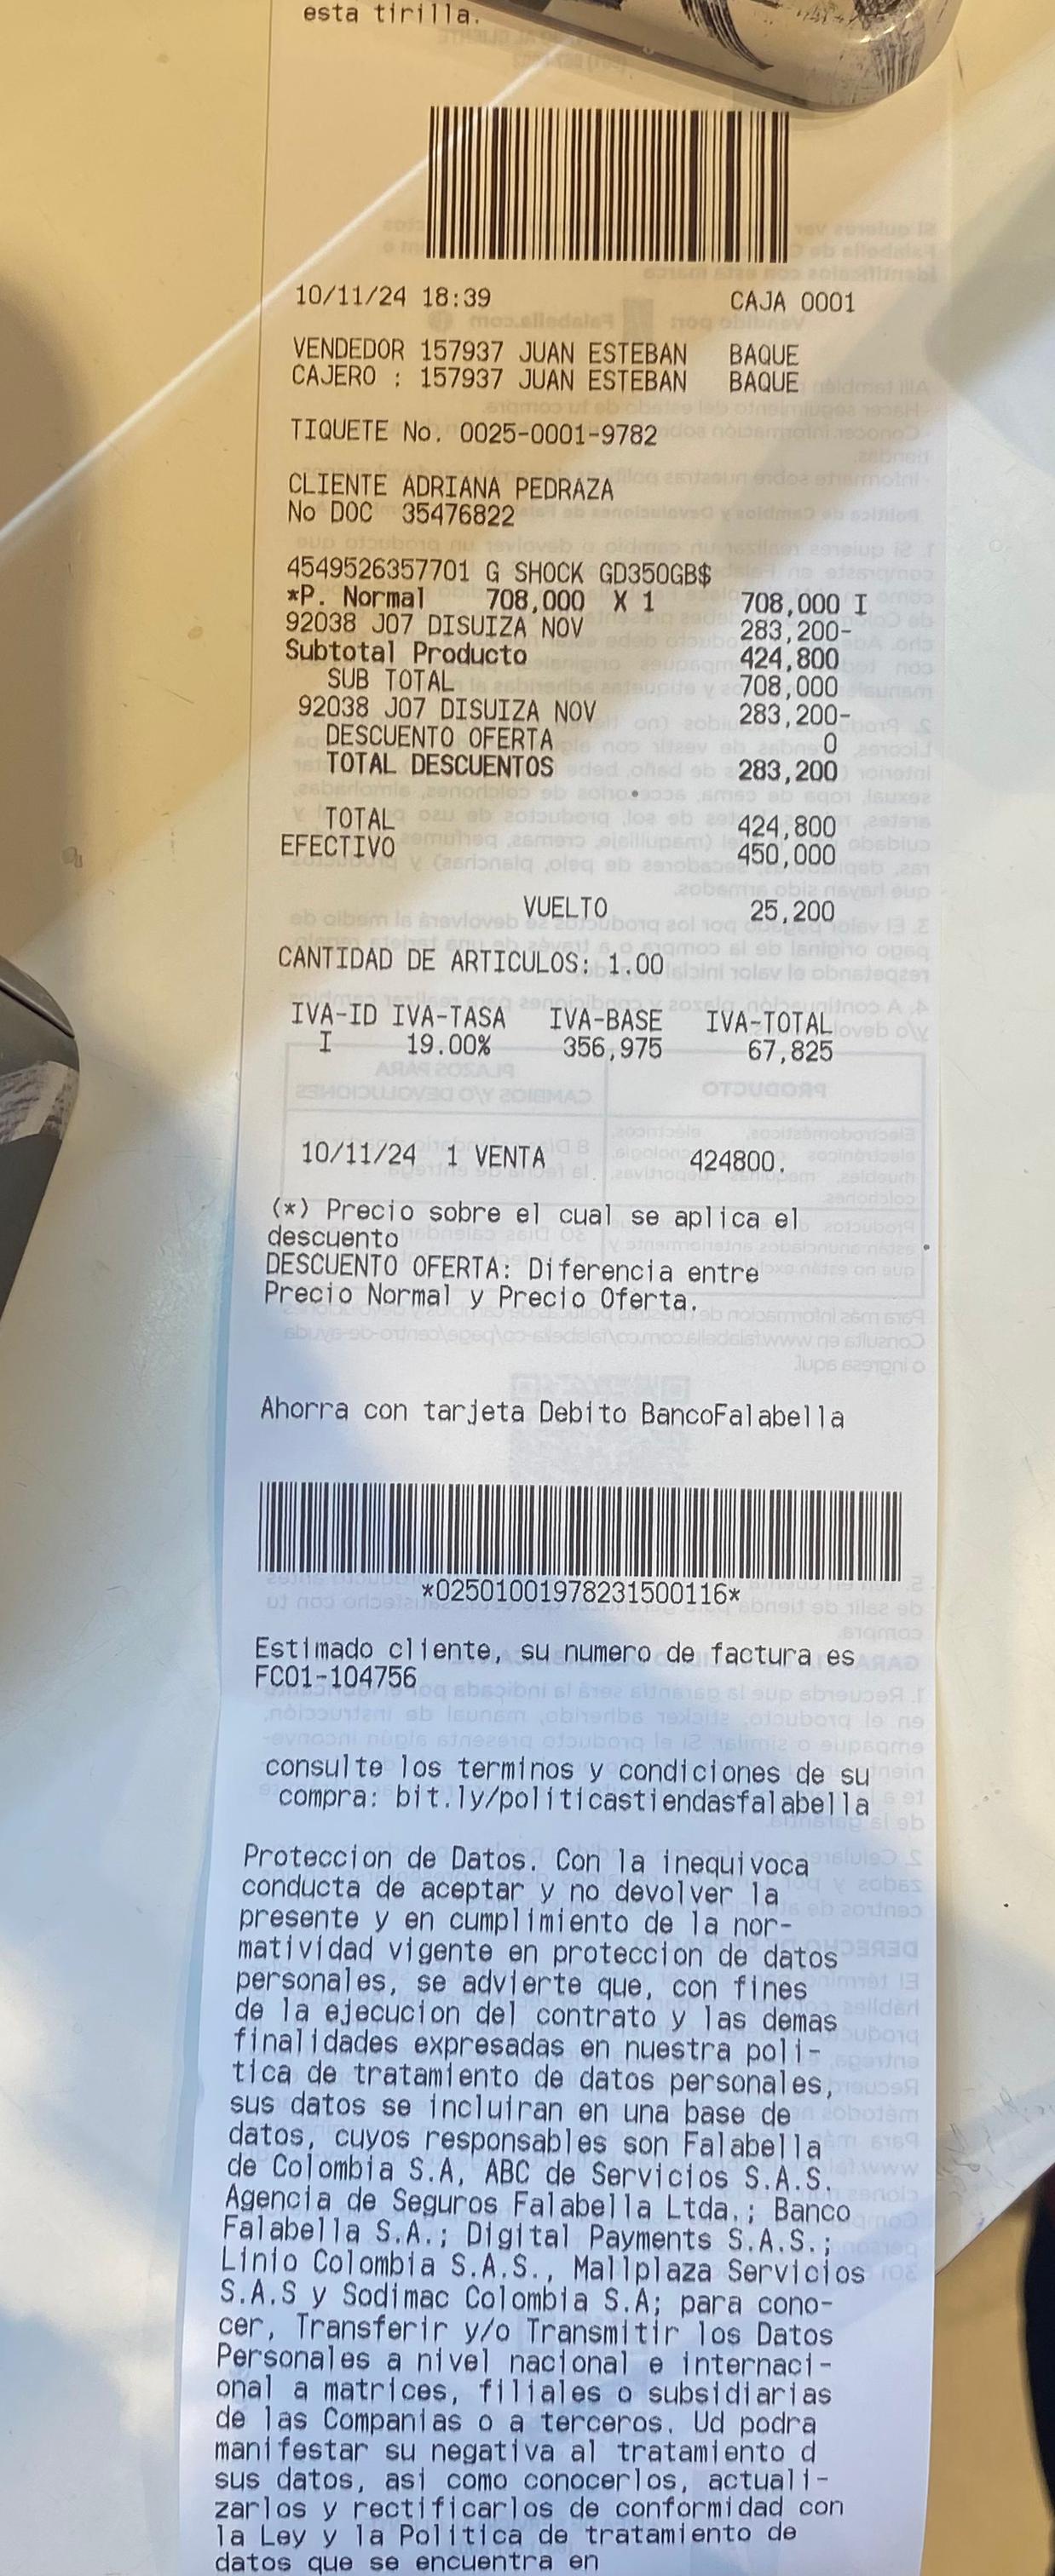 esta tirilla.
10/11/24 18:39 CAJA 0001
VENDEDOR 157937 JUAN ESTEBAN BAQUE
CAJERO : 157937 JUAN ESTEBAN BAQUE
TIQUETE No. 0025-0001-9782
CLIENTE ADRIANA PEDRAZA
No DOC 35476822
4549526357701 G SHOCK GD350GB$
*P. Normal 708,000 X 1 708,000 I
92038 J07 DISUIZA NOV 283,200-
Subtotal Producto 424,800
SUB TOTAL 708,000
92038 J07 DISUIZA NOV 283,200-
DESCUENTO OFERTA 0
TOTAL DESCUENTOS 283,200
TOTAL 424,800
EFECTIVO 450,000
VUELTO 25,200
CANTIDAD DE ARTICULOS: 1.00
IVA-ID IVA-TASA IVA-BASE IVA-TOTAL
I 19.00% 356,975 67,825
10/11/24 1 VENTA 424800.
(*) Precio sobre el cual se aplica el
descuento
DESCUENTO OFERTA: Diferencia entre
Precio Normal y Precio Oferta.
Ahorra con tarjeta Debito BancoFalabella
*02501001978231500116*
Estimado cliente, su numero de factura es
FC01-104756
consulte los terminos y condiciones de su
compra: bit.ly/politicastiendasfalabella
Proteccion de Datos. Con la inequivoca
conducta de aceptar y no devolver la
presente y en cumplimiento de la nor-
matividad vigente en proteccion de datos
personales, se advierte que, con fines
de la ejecucion del contrato y las demas
finalidades expresadas en nuestra poli-
tica de tratamiento de datos personales,
sus datos se incluiran en una base de
datos, cuyos responsables son Falabella
de Colombia S.A, ABC de Servicios S.A.S.
Agencia de Seguros Falabella Ltda.; Banco
Falabella S.A.; Digital Payments S.A.S.;
Linio Colombia S.A.S., Mallplaza Servicios
S.A.S y Sodimac Colombia S.A; para cono-
cer, Transferir y/o Transmitir los Datos
Personales a nivel nacional e internaci-
onal a matrices, filiales o subsidiarias
de las Companias o a terceros. Ud podra
manifestar su negativa al tratamiento d
sus datos, asi como conocerlos, actuali-
zarlos y rectificarlos de conformidad con
la Ley y la Politica de tratamiento de
datos que se encuentra en